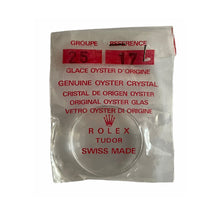 GROUPE REFERENCE
25 17
GLACE OYSTER D'ORIGINE
GENUINE OYSTER CRYSTAL
CRISTAL DE ORIGEN OYSTER
ORIGINAL OYSTER GLAS
VETRO OYSTER DI ORIGINE
ROLEX
TUDOR
SWISS MADE